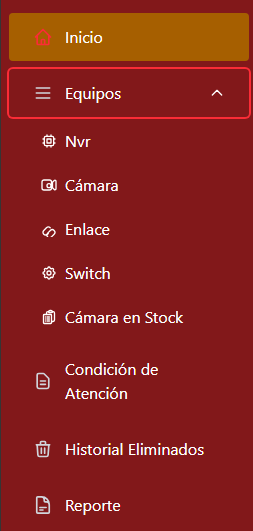 Inicio
Equipos
Nvr
Cámara
Enlace
Switch
Cámara en Stock
Condición de
Atención
Historial Eliminados
Reporte